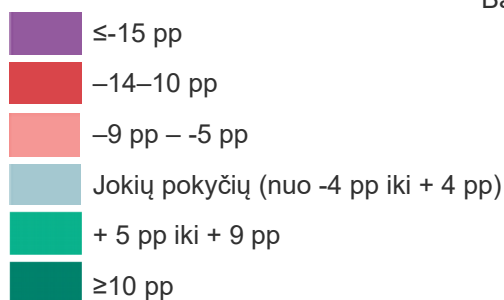 ≤-15 pp
–14–10 pp
–9 pp – -5 pp
Jokių pokyčių (nuo -4 pp iki + 4 pp)
+ 5 pp iki + 9 pp
≥10 pp